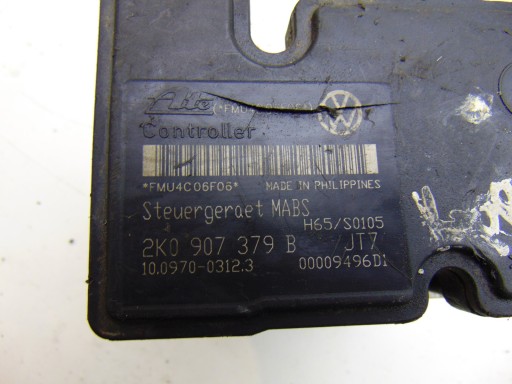 Ate
Controller
*FMU4C06F06* MADE IN PHILIPPINES
Steuergeraet MABS
H65/S0105
2K0 907 379 B JT7
10.0970-0312.3 00009496D1